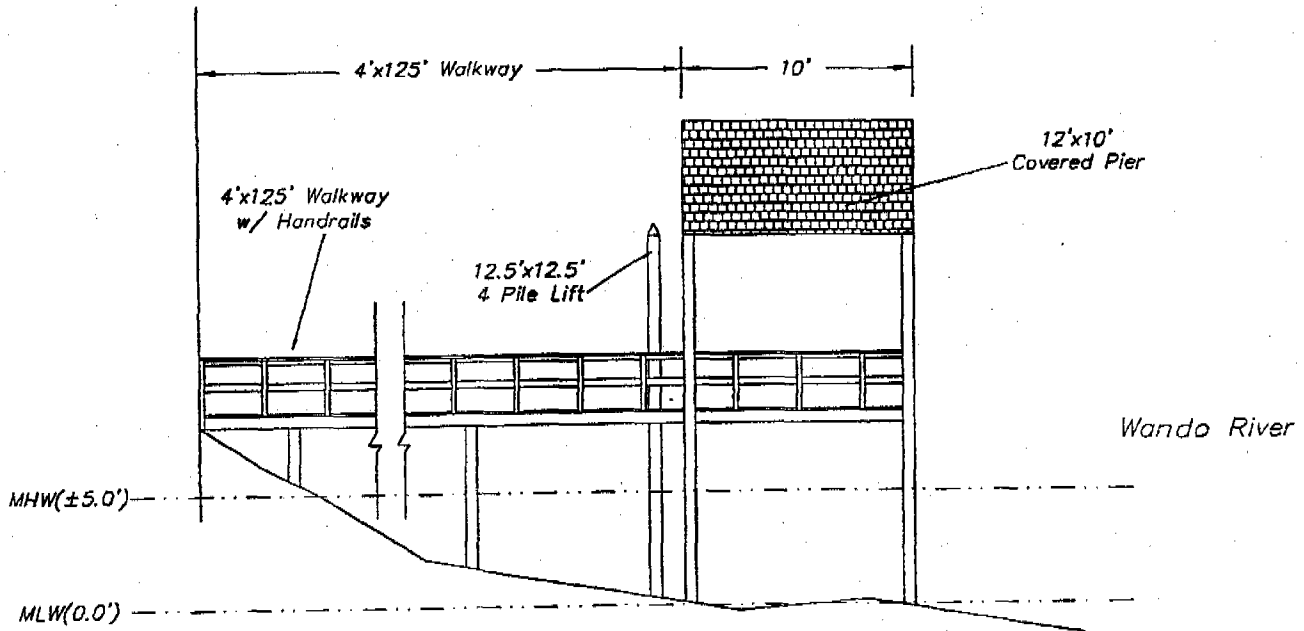 4'x125' Walkway
10'
12'x10'
Covered Pier
4'x125' Walkway
w/ Handrails
12.5'x12.5'
4 Pile Lift
Wando River
MHW(±5.0')
MLW(0.0')